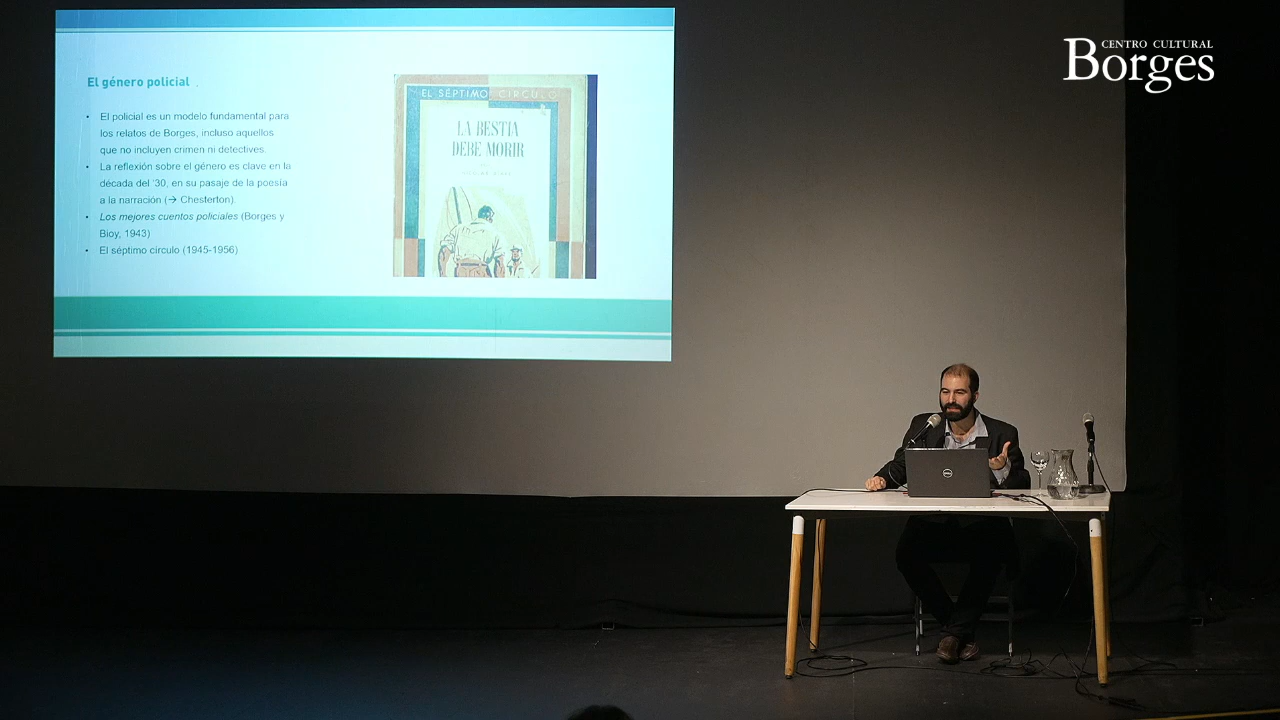 CENTRO CULTURAL
Borges
El género policial
• El policial es un modelo fundamental para
los relatos de Borges, incluso aquellos
que no incluyen crimen ni detectives.
• La reflexión sobre el género es clave en la
década del '30, en su pasaje de la poesía
a la narración (→ Chesterton).
• Los mejores cuentos policiales (Borges y
Bioy, 1943)
• El séptimo círculo (1945-1956)
EL SÉPTIMO CÍRCULO
LA BESTIA
DEBE MORIR
DELL